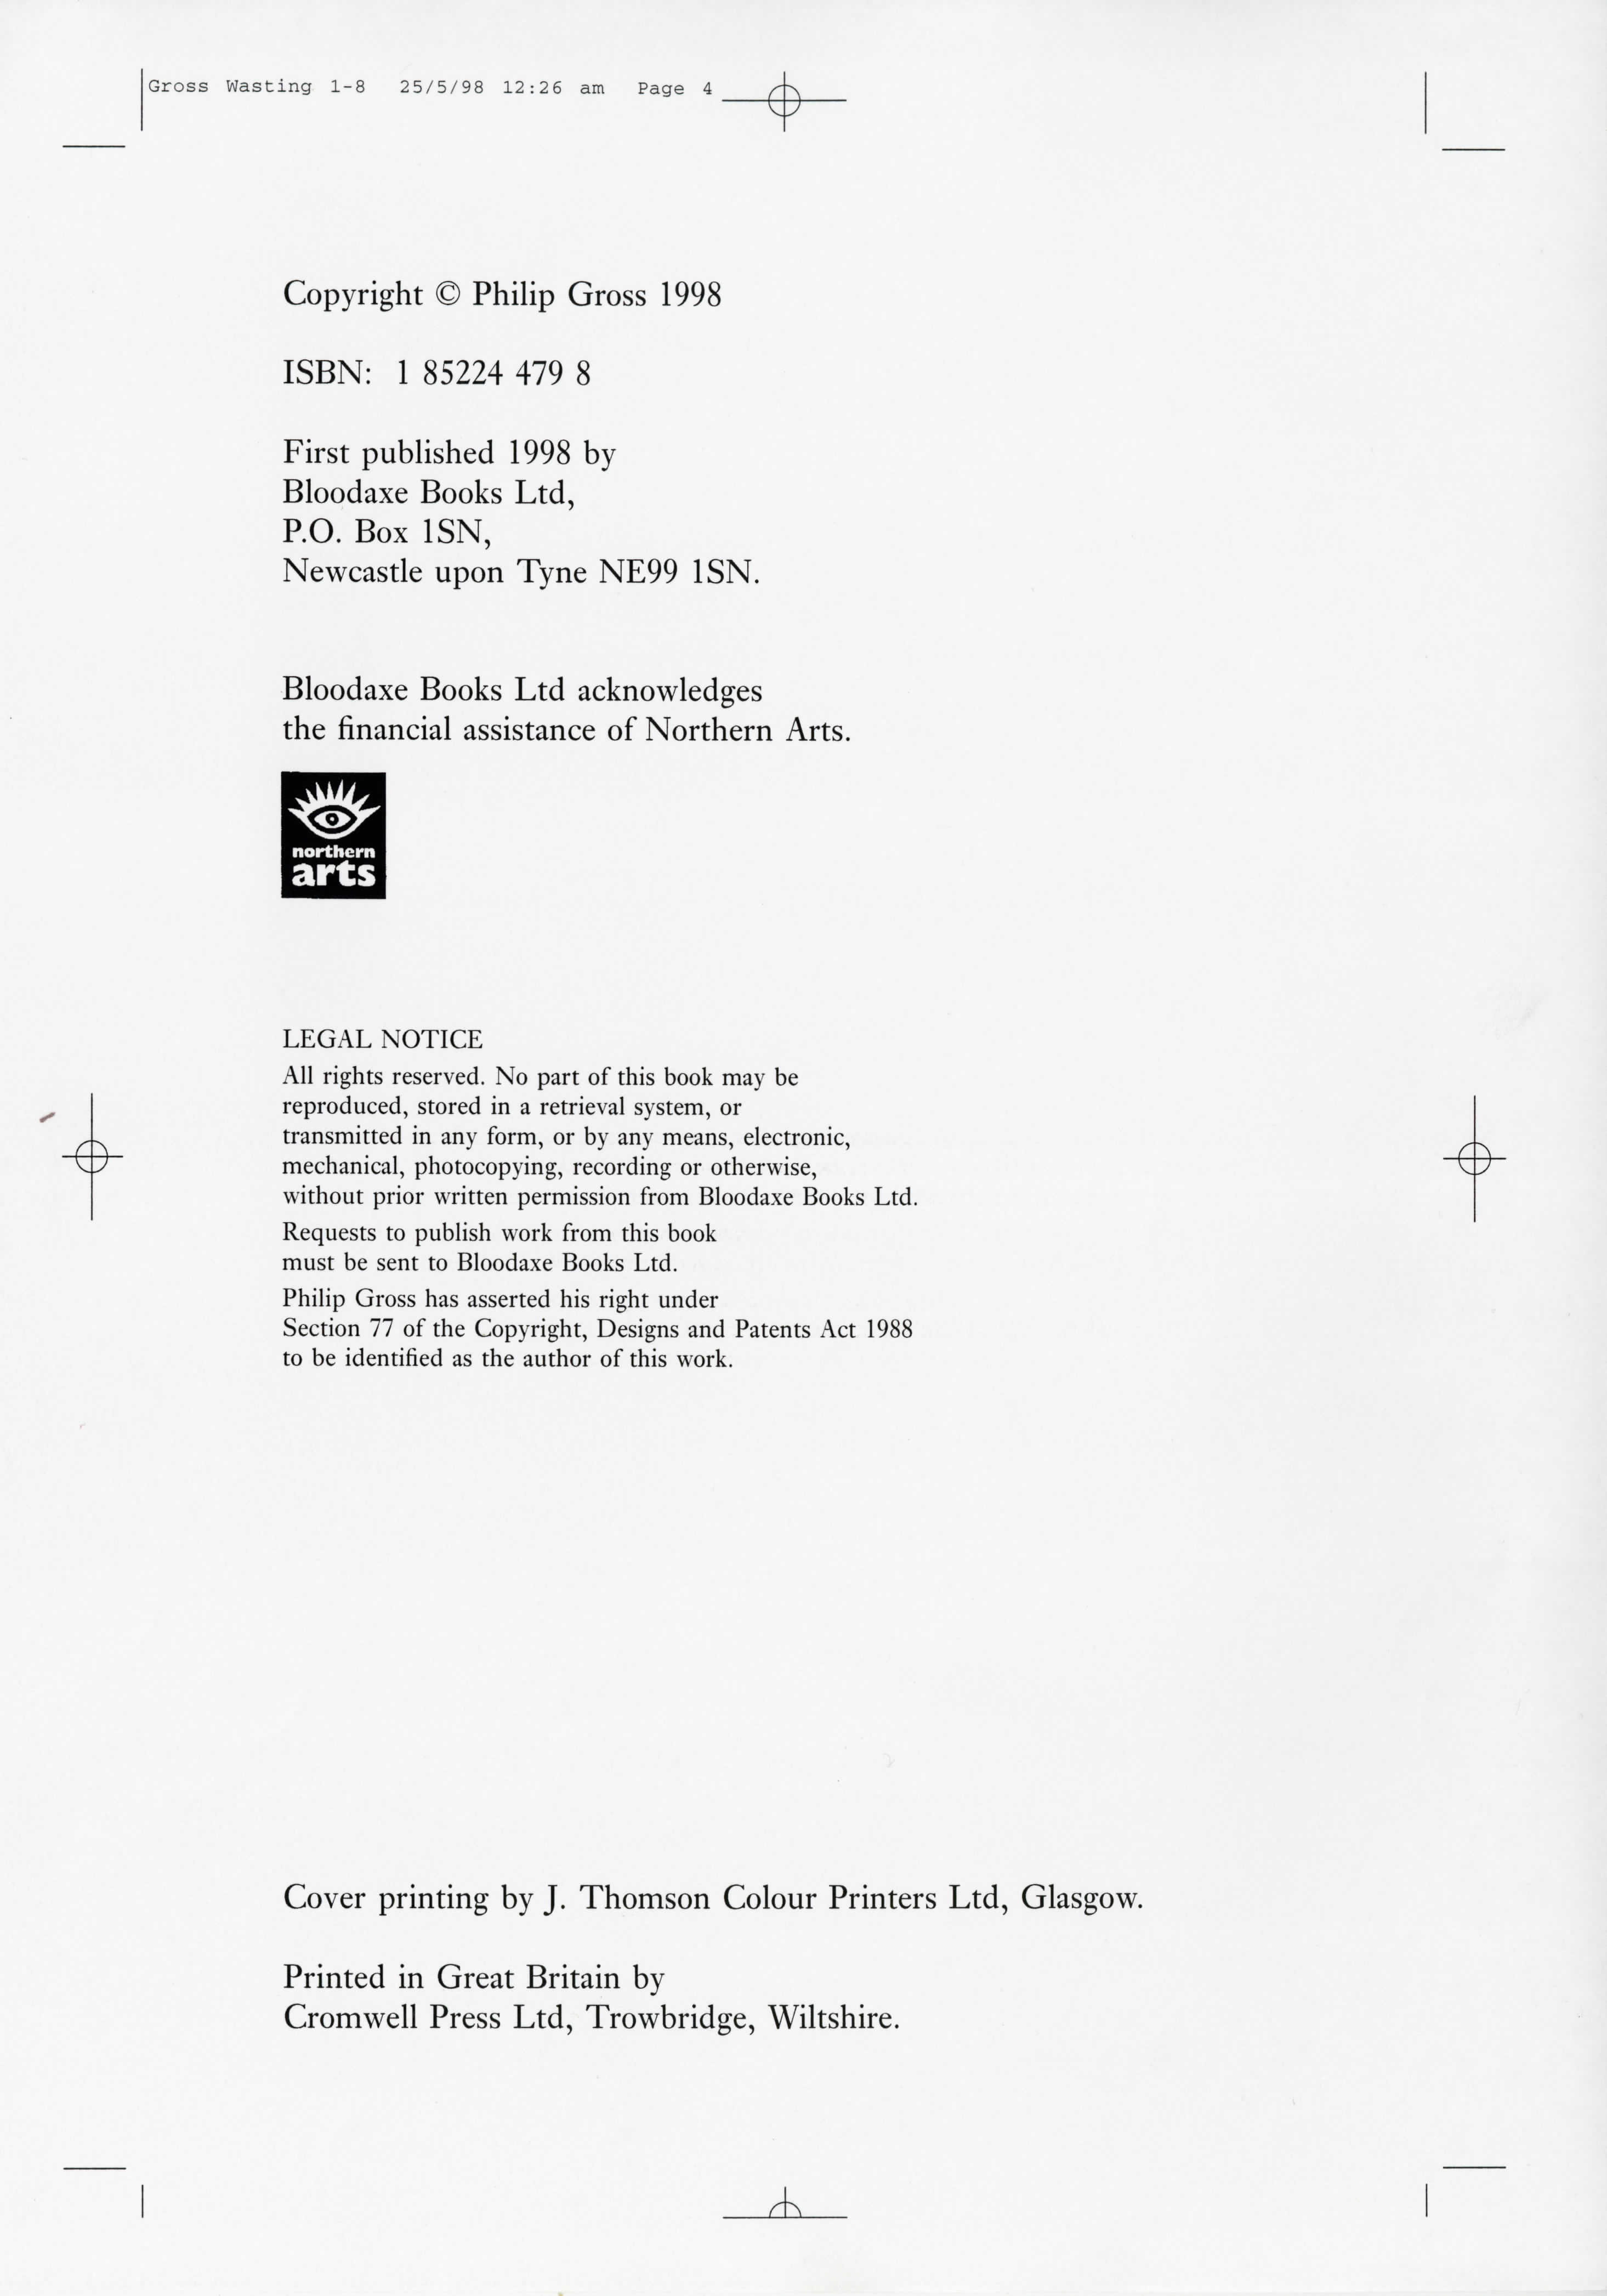 Gross Wasting 1-8 25/5/98 12:26 am Page 4
Copyright © Philip Gross 1998
ISBN: 1 85224 479 8
First published 1998 by
Bloodaxe Books Ltd,
P.O. Box 1SN,
Newcastle upon Tyne NE99 1SN.
Bloodaxe Books Ltd acknowledges
the financial assistance of Northern Arts.
northern
arts
LEGAL NOTICE
All rights reserved. No part of this book may be
reproduced, stored in a retrieval system, or
transmitted in any form, or by any means, electronic,
mechanical, photocopying, recording or otherwise,
without prior written permission from Bloodaxe Books Ltd.
Requests to publish work from this book
must be sent to Bloodaxe Books Ltd.
Philip Gross has asserted his right under
Section 77 of the Copyright, Designs and Patents Act 1988
to be identified as the author of this work.
Cover printing by J. Thomson Colour Printers Ltd, Glasgow.
Printed in Great Britain by
Cromwell Press Ltd, Trowbridge, Wiltshire.